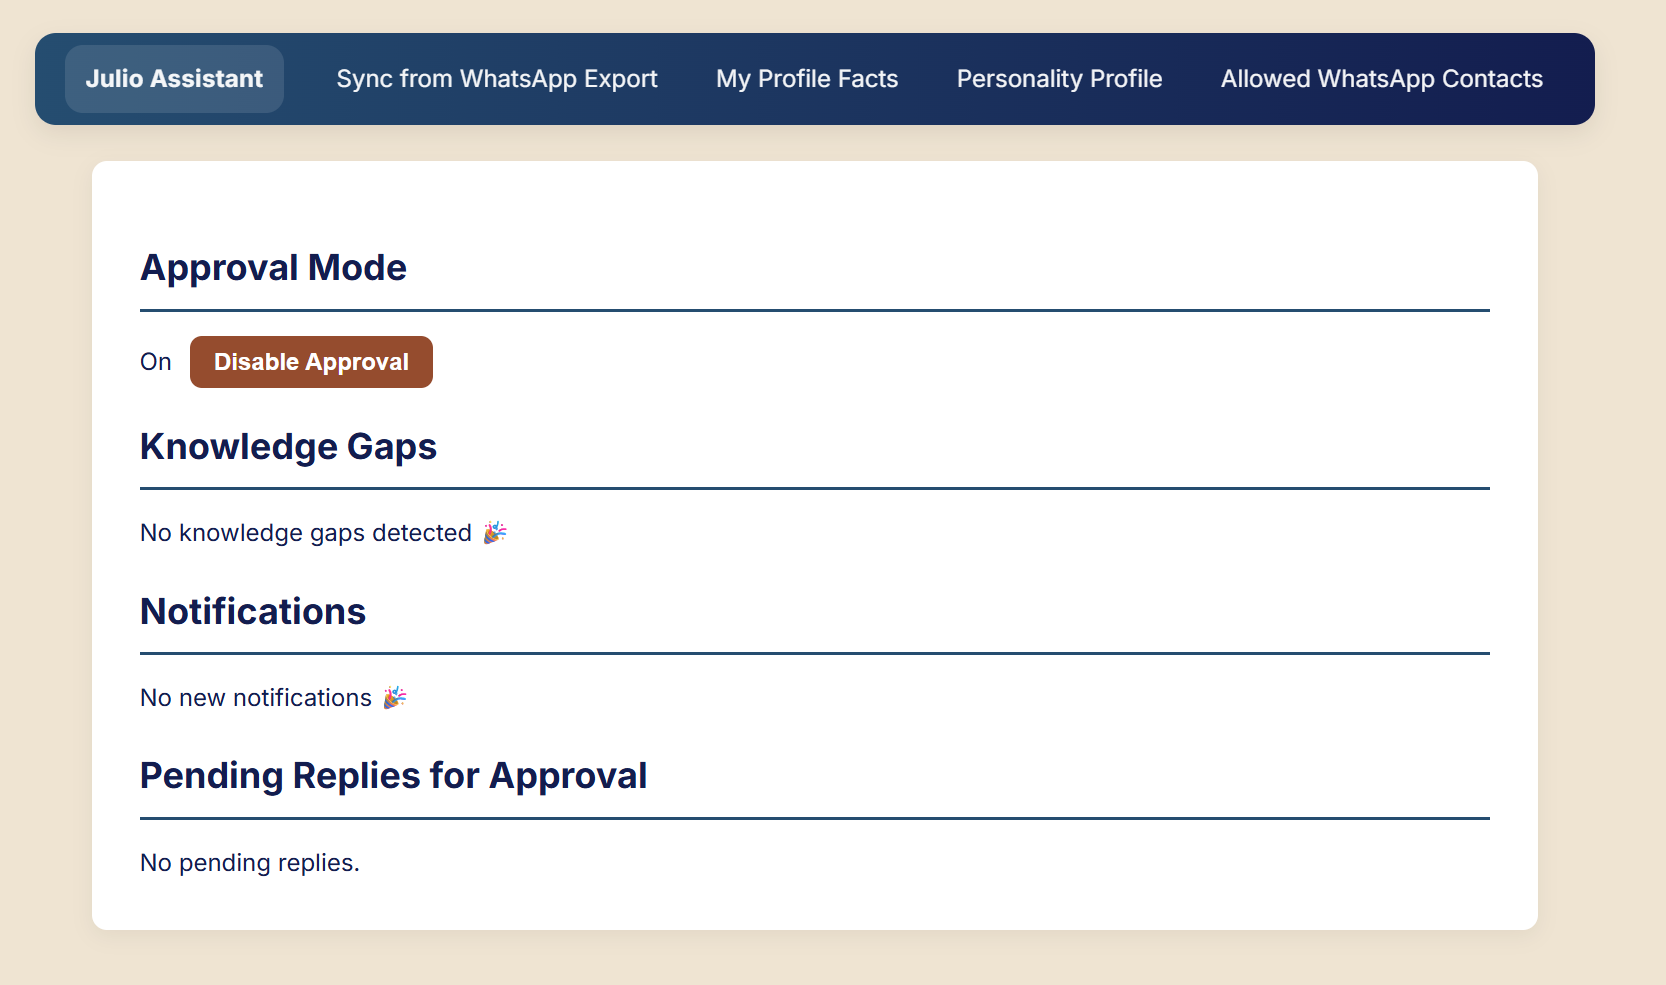 Julio Assistant
Sync from WhatsApp Export
My Profile Facts
Personality Profile
Allowed WhatsApp Contacts
Approval Mode
On
Disable Approval
Knowledge Gaps
No knowledge gaps detected 🎉
Notifications
No new notifications 🎉
Pending Replies for Approval
No pending replies.